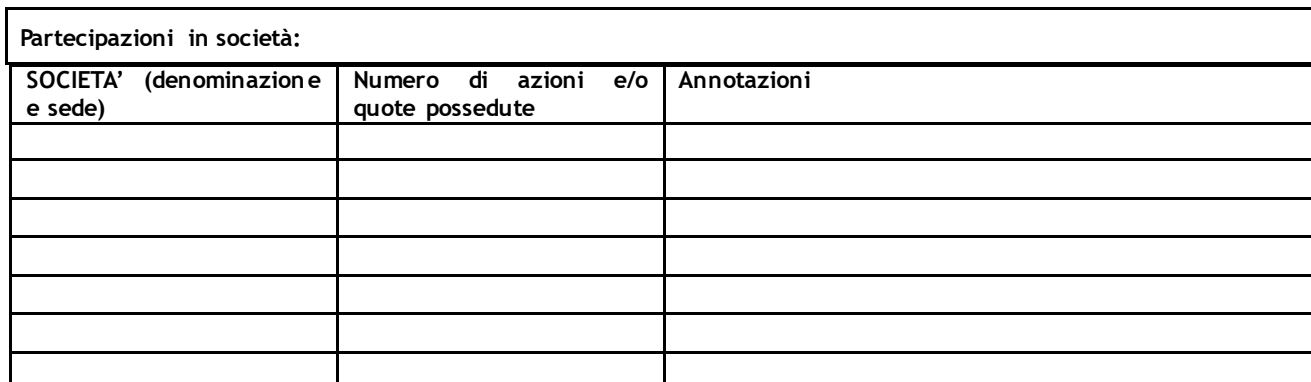 Partecipazioni in società:
SOCIETA’ (denominazione e sede)
Numero di azioni e/o quote possedute
Annotazioni